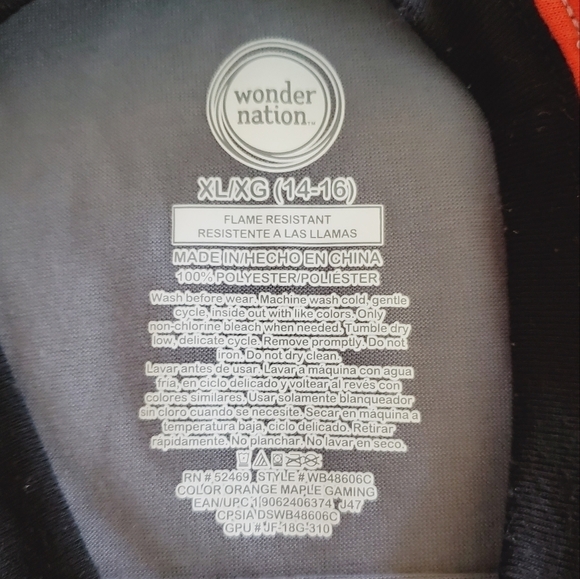 wonder
nation™
XL/XG (14-16)
FLAME RESISTANT
RESISTENTE A LAS LLAMAS
MADE IN/HECHO EN CHINA
100% POLYESTER/POLIÉSTER
Wash before wear. Machine wash cold, gentle
cycle, inside out with like colors. Only
non-chlorine bleach when needed. Tumble dry
low, delicate cycle. Remove promptly. Do not
iron. Do not dry clean.
Lavar antes de usar. Lavar a máquina con agua
fría, en ciclo delicado y voltear al revés con
colores similares. Usar solamente blanqueador
sin cloro cuando se necesite. Secar en máquina a
temperatura baja, ciclo delicado. Retirar
rápidamente. No planchar. No lavar en seco.
RN # 52469 STYLE # WB48606C
COLOR ORANGE MAPLE GAMING
EAN/UPC 19062406374 J47
CPSIA DSWB48606C
GPU # JF-18G-310